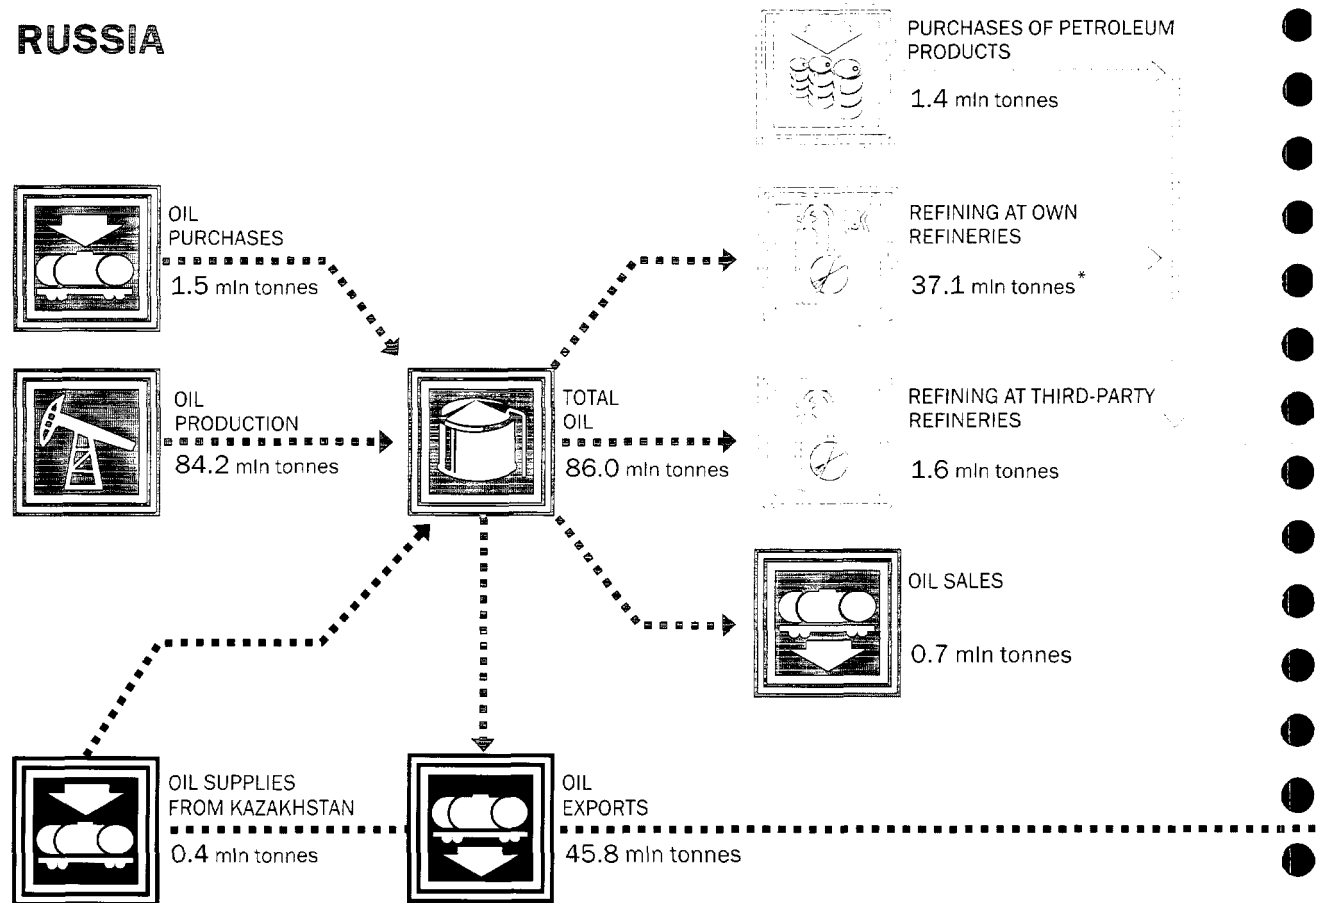 RUSSIA
PURCHASES OF PETROLEUM
PRODUCTS
1.4 mln tonnes
OIL
PURCHASES
1.5 mln tonnes
REFINING AT OWN
REFINERIES
37.1 mln tonnes*
OIL
PRODUCTION
84.2 mln tonnes
TOTAL
OIL
86.0 mln tonnes
REFINING AT THIRD-PARTY
REFINERIES
1.6 mln tonnes
OIL SALES
0.7 mln tonnes
OIL SUPPLIES
FROM KAZAKHSTAN
0.4 mln tonnes
OIL
EXPORTS
45.8 mln tonnes